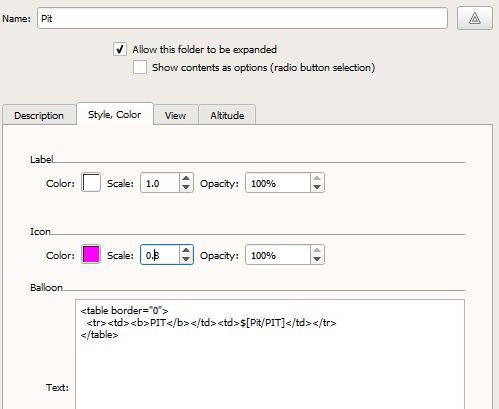 Name: Pit
Allow this folder to be expanded
Show contents as options (radio button selection)
Description Style, Color View Altitude
Label
Color: Scale: 1.0 Opacity: 100%
Icon
Color: Scale: 0.8 Opacity: 100%
Balloon
<table border="0">
<tr><td><b>PIT</b></td><td>$[Pit/PIT]</td></tr>
</table>
Text: